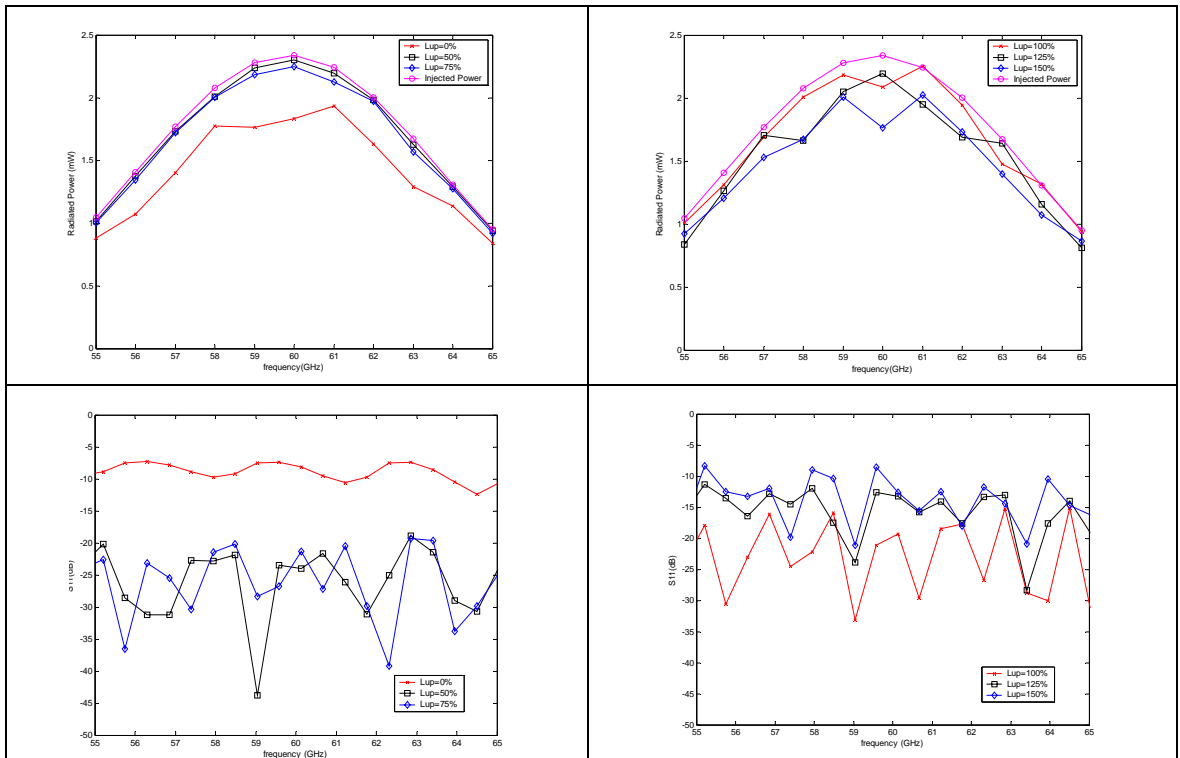 2.5
2
1.5
1
0.5
0
Radiated Power (mW)
Lup=0%
Lup=50%
Lup=75%
Injected Power
55 56 57 58 59 60 61 62 63 64 65
frequency(GHz)
2.5
2
1.5
1
0.5
0
Radiated Power (mW)
Lup=100%
Lup=125%
Lup=150%
Injected Power
55 56 57 58 59 60 61 62 63 64 65
frequency(GHz)
0
-5
-10
-15
-20
-25
-30
-35
-40
-45
-50
Lup=0%
Lup=50%
Lup=75%
55 56 57 58 59 60 61 62 63 64 65
frequency (GHz)
0
-5
-10
-15
-20
-25
-30
-35
-40
-45
-50
S11(dB)
Lup=100%
Lup=125%
Lup=150%
55 56 57 58 59 60 61 62 63 64 65
frequency (GHz)